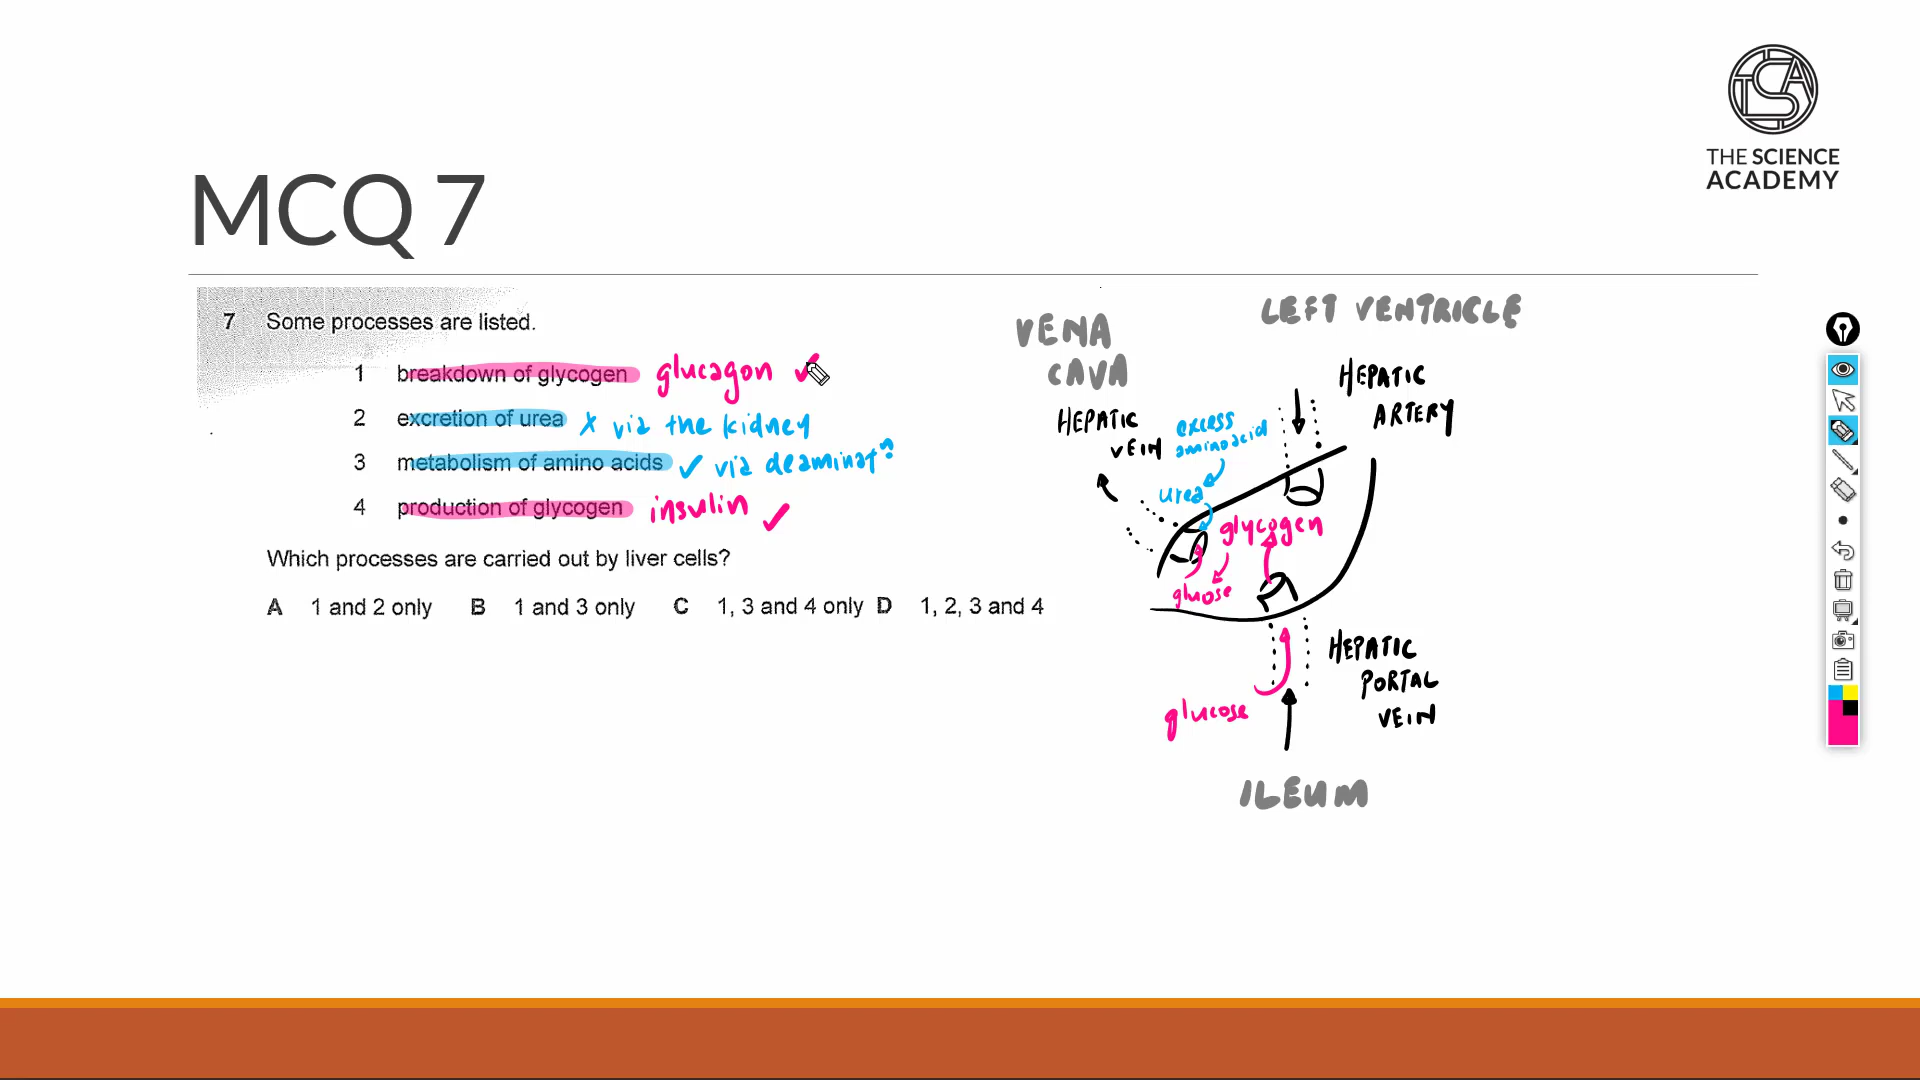 THE SCIENCE
ACADEMY
MCQ 7
7 Some processes are listed.
1 breakdown of glycogen glucagon ✓
2 excretion of urea x via the kidney
3 metabolism of amino acids ✓ via deaminatⁿ
4 production of glycogen insulin ✓
Which processes are carried out by liver cells?
A 1 and 2 only B 1 and 3 only C 1, 3 and 4 only D 1, 2, 3 and 4
VENA
CAVA
LEFT VENTRICLE
HEPATIC
ARTERY
HEPATIC
VEIN
excess
amino acid
urea
glycogen
glucose
HEPATIC
PORTAL
VEIN
glucose
ILEUM